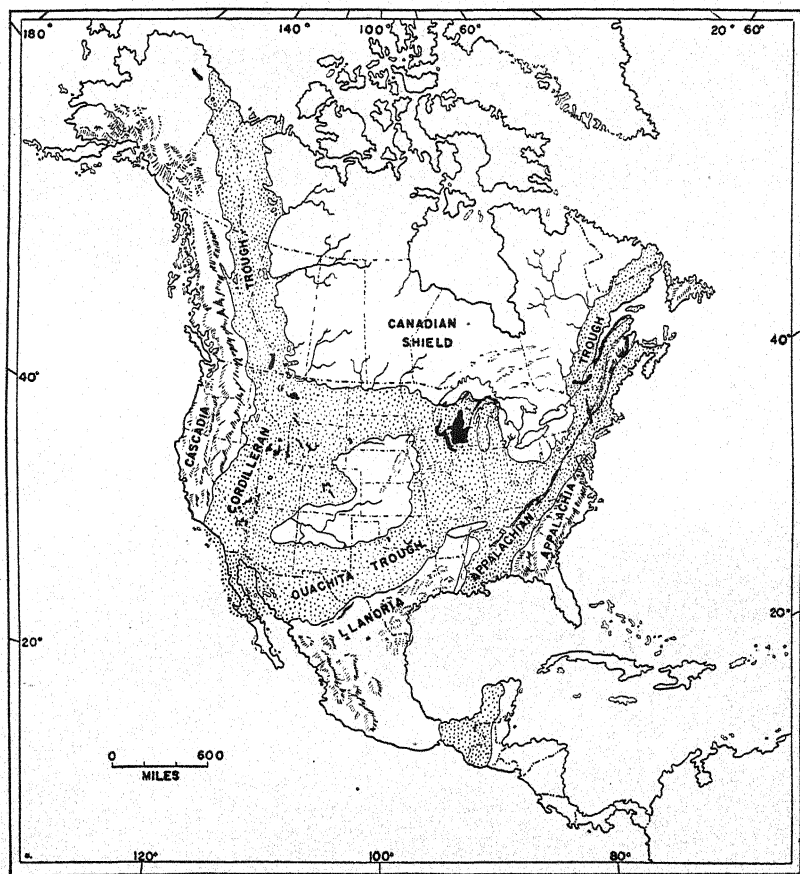 180° 140° 100° 60° 20° 60°
TROUGH
CANADIAN
SHIELD
TROUGH
40°
40°
CASCADIA
CORDILLERAN
APPALACHIAN
APPALACHIA
OUACHITA TROUGH
LLANORIA
20°
20°
0 600
MILES
120° 100° 80°